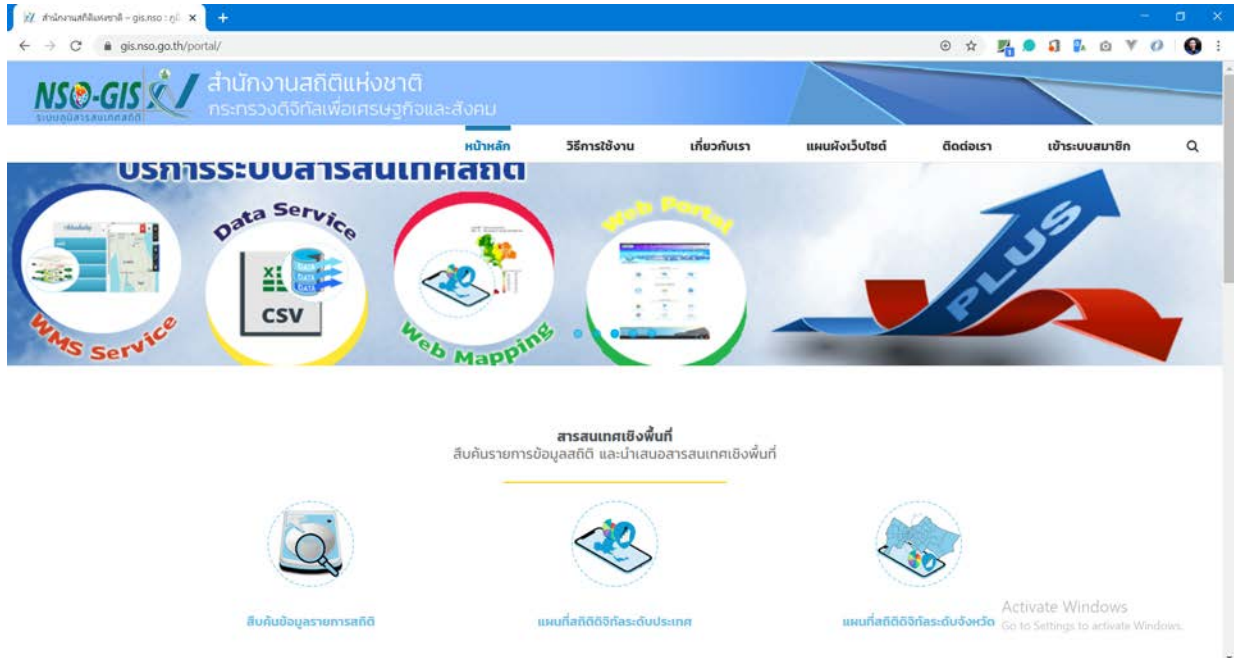 สำนักงานสถิติแห่งชาติ – gis.nso : ภูมิ
gis.nso.go.th/portal/
NSO-GIS
ระบบภูมิสารสนเทศสถิติ
สำนักงานสถิติแห่งชาติ
กระทรวงดิจิทัลเพื่อเศรษฐกิจและสังคม
หน้าหลัก วิธีการใช้งาน เกี่ยวกับเรา แผนผังเว็บไซต์ ติดต่อเรา เข้าระบบสมาชิก
บริการระบบสารสนเทศสถิติ
WMS Service
Data Service
DATA
DATA
CSV
Web Mapping
Web Portal
PLUS
สารสนเทศเชิงพื้นที่
สืบค้นรายการข้อมูลสถิติ และนำเสนอสารสนเทศเชิงพื้นที่
สืบค้นข้อมูลรายการสถิติ
แผนที่สถิติดิจิทัลระดับประเทศ
แผนที่สถิติดิจิทัลระดับจังหวัด
Activate Windows
Go to Settings to activate Windows.